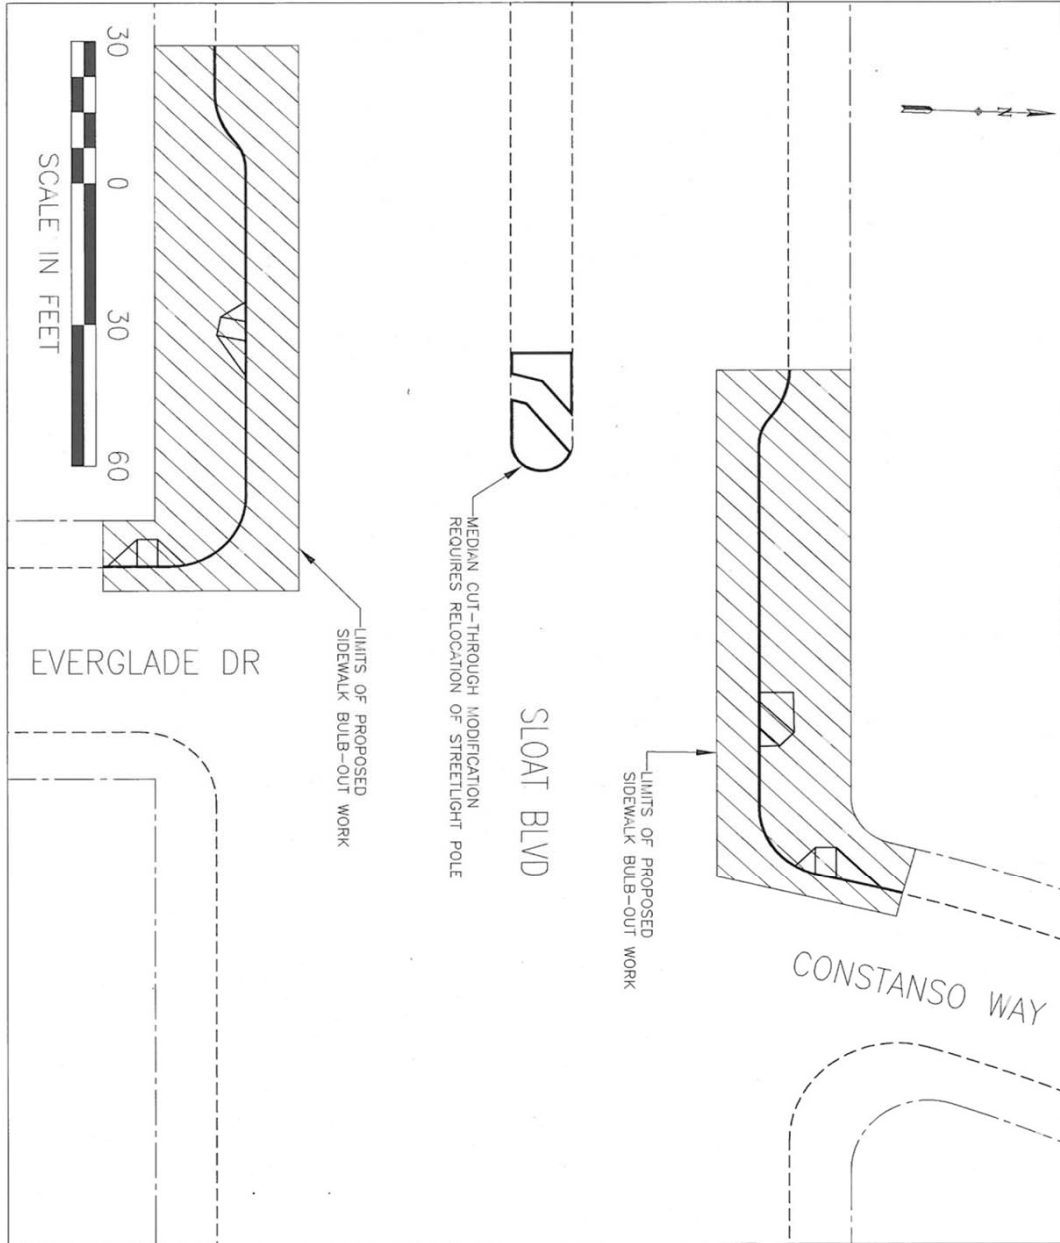 30
0
30
60
SCALE IN FEET
N
MEDIAN CUT-THROUGH MODIFICATION
REQUIRES RELOCATION OF STREETLIGHT POLE
LIMITS OF PROPOSED
SIDEWALK BULB-OUT WORK
EVERGLADE DR
SLOAT BLVD
LIMITS OF PROPOSED
SIDEWALK BULB-OUT WORK
CONSTANSO WAY